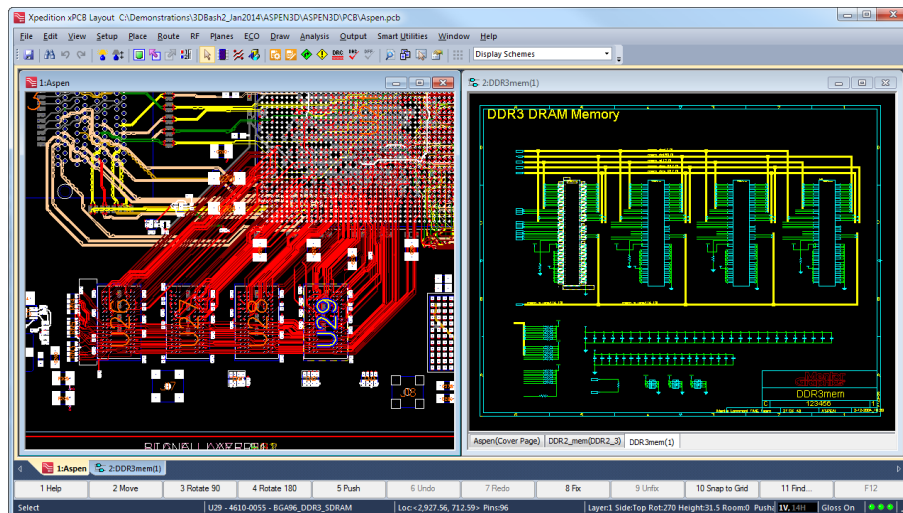 Xpedition xPCB Layout C:\Demonstrations\3DBash2_Jan2014\ASPEN3D\ASPEN3D\PCB\Aspen.pcb
File Edit View Setup Place Route RF Planes ECO Draw Analysis Output Smart Utilities Window Help
Display Schemes
1:Aspen
U26 U27 U28 U29
J8
2:DDR3mem(1)
DDR3 DRAM Memory
DDR3mem
123456
Aspen(Cover Page) DDR2_mem(DDR2_3) DDR3mem(1)
1:Aspen 2:DDR3mem(1)
1 Help 2 Move 3 Rotate 90 4 Rotate 180 5 Push 6 Undo 7 Redo 8 Fix 9 Unfix 10 Snap to Grid 11 Find... F12
Select U29 - 4610-0055 - BGA96_DDR3_SDRAM Loc:<2,927.56, 712.59> Pins:96 Layer:1 Side:Top Rot:270 Height:31.5 Room:0 Pusha 1V, 14H Gloss On